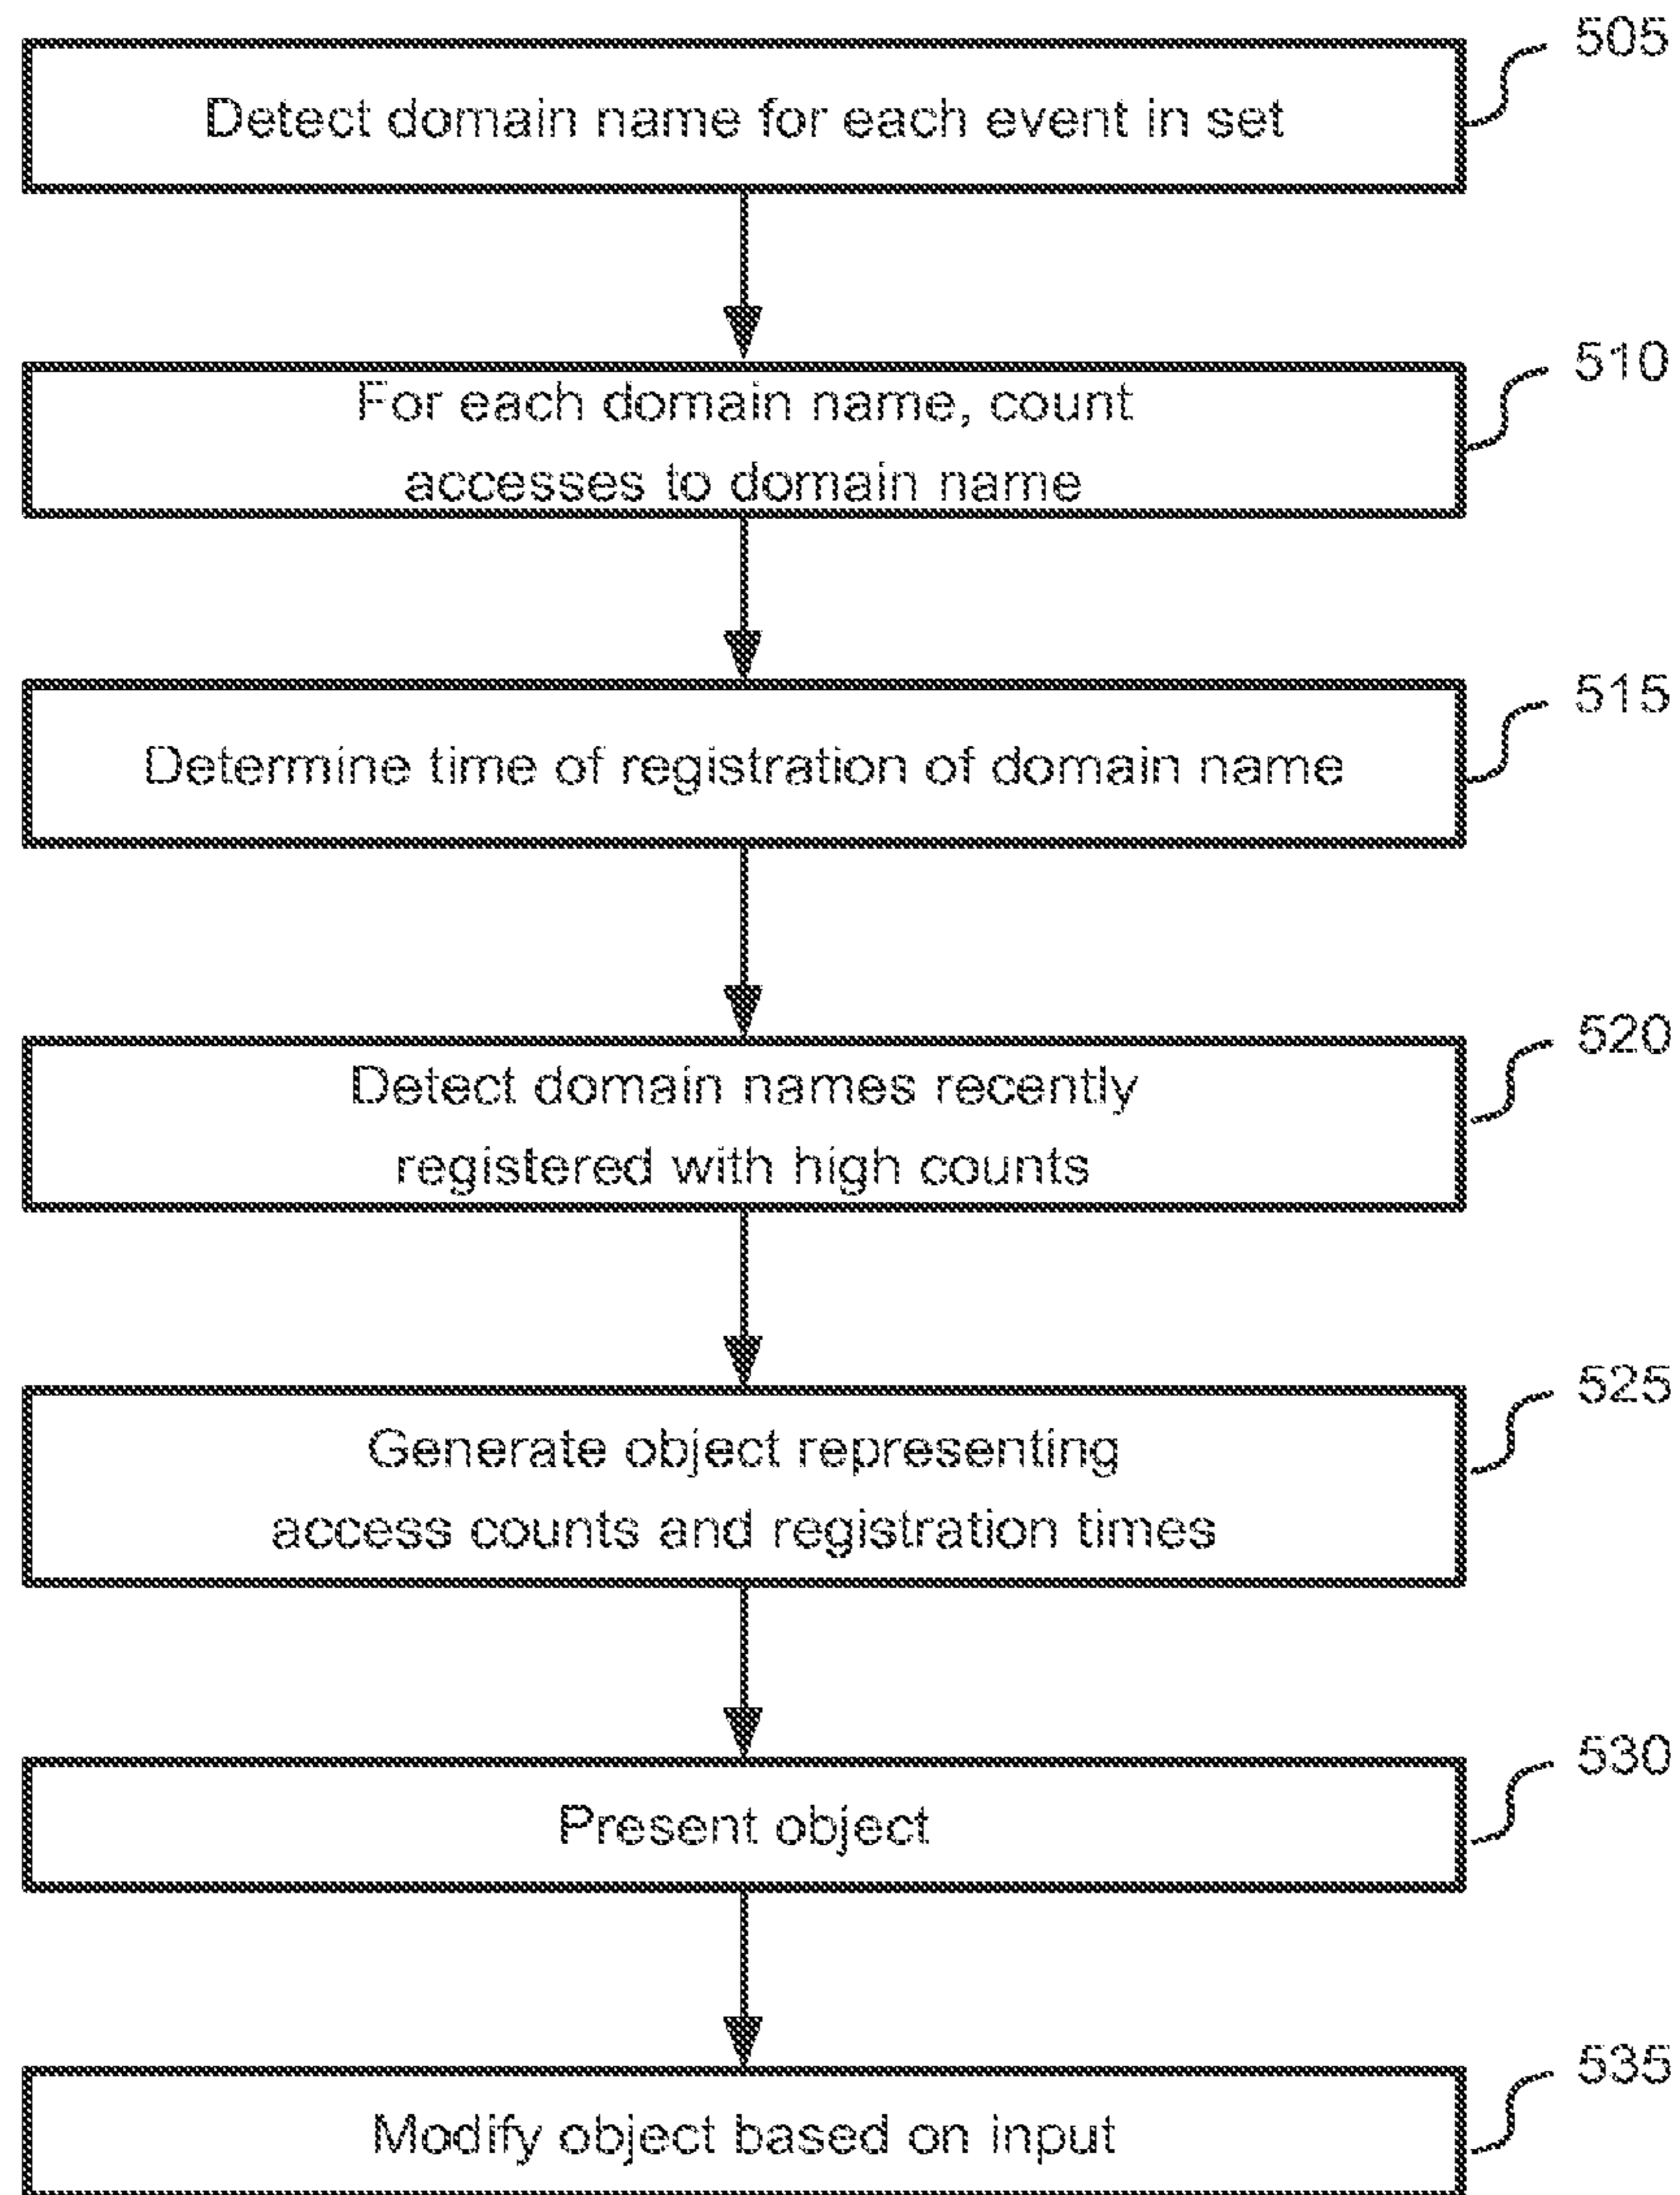 505
Detect domain name for each event in set
510
For each domain name, count
accesses to domain name
515
Determine time of registration of domain name
520
Detect domain names recently
registered with high counts
525
Generate object representing
access counts and registration times
530
Present object
535
Modify object based on input